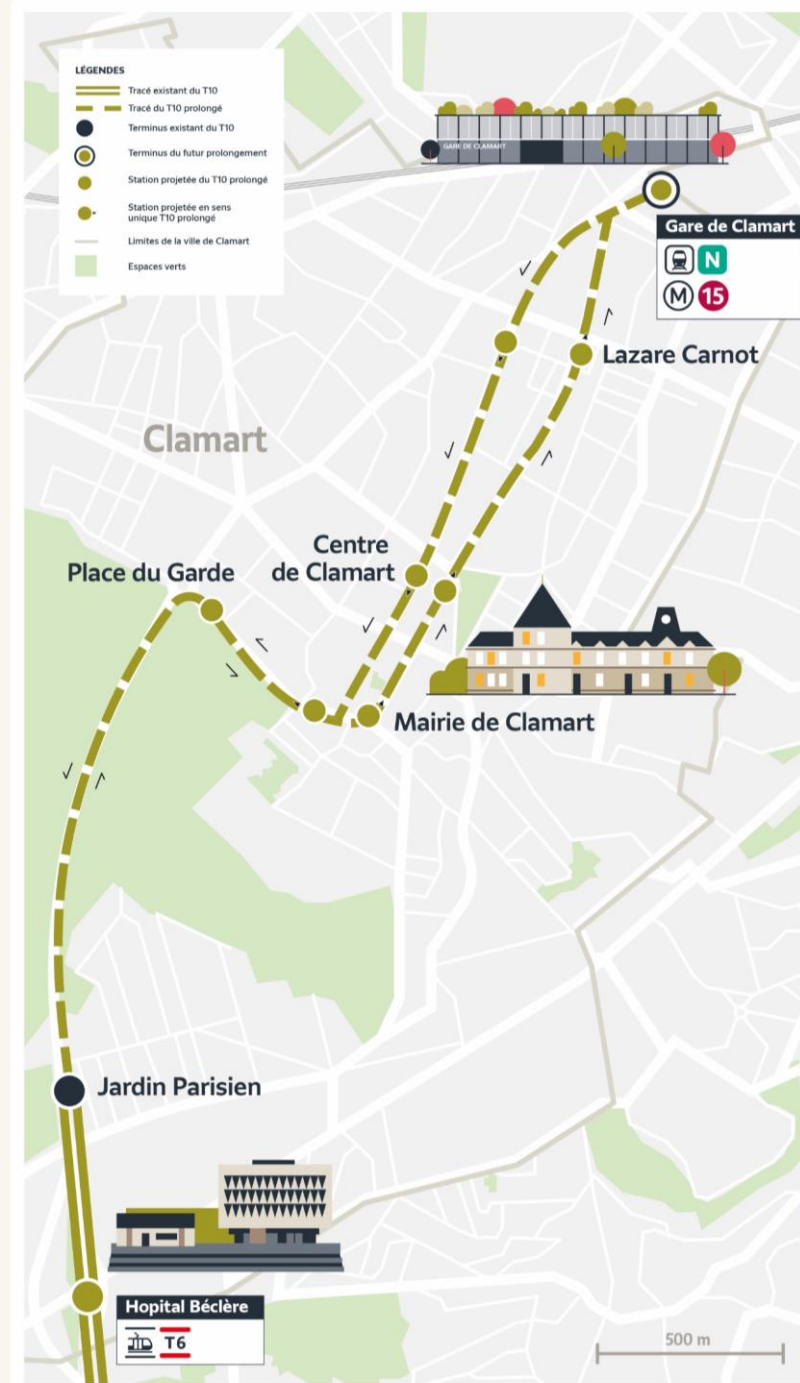 LÉGENDES
Tracé existant du T10
Tracé du T10 prolongé
Terminus existant du T10
Terminus du futur prolongement
Station projetée du T10 prolongé
Station projetée en sens
unique T10 prolongé
Limites de la ville de Clamart
Espaces verts
GARE DE CLAMART
Gare de Clamart
N
M 15
Lazare Carnot
Clamart
Centre
de Clamart
Place du Garde
Mairie de Clamart
Jardin Parisien
Hopital Béclère
T6
500 m